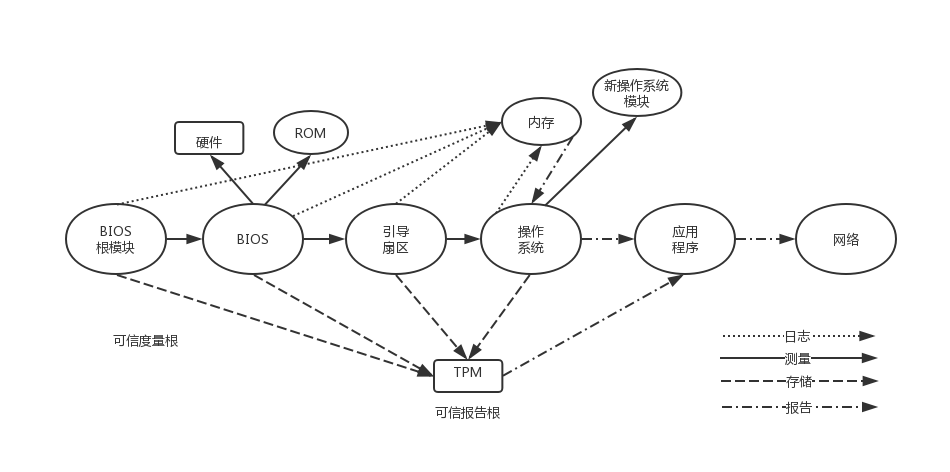 新操作系统
模块
内存
硬件
ROM
BIOS
根模块
BIOS
引导
扇区
操作
系统
应用
程序
网络
可信度量根
TPM
可信报告根
日志
测量
存储
报告